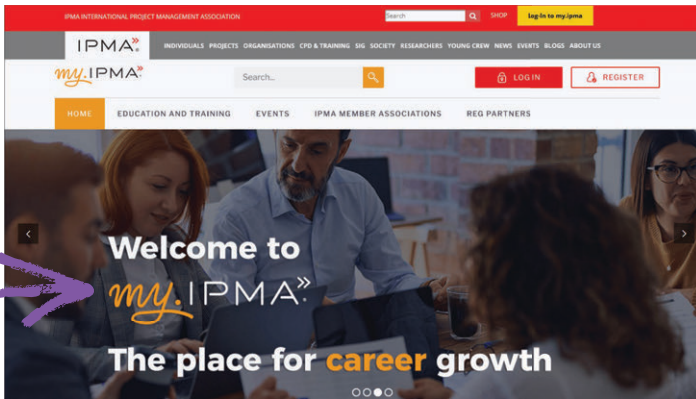 IPMA INTERNATIONAL PROJECT MANAGEMENT ASSOCIATION Search SHOP Log-in to my.ipma
IPMA INDIVIDUALS PROJECTS ORGANISATIONS CPD & TRAINING SIG SOCIETY RESEARCHERS YOUNG CREW NEWS EVENTS BLOGS ABOUT US
my.IPMA Search... LOG IN REGISTER
HOME EDUCATION AND TRAINING EVENTS IPMA MEMBER ASSOCIATIONS REG PARTNERS
Welcome to
my.IPMA
The place for career growth